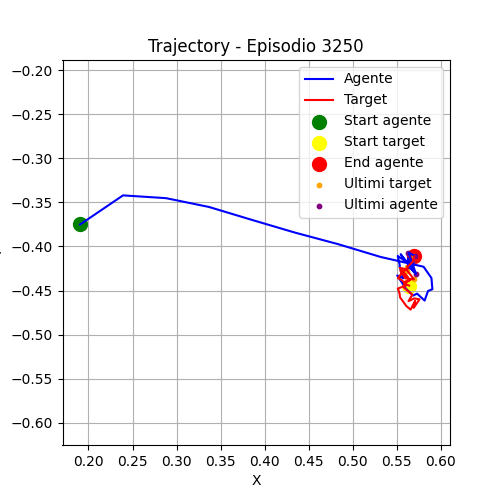 Trajectory - Episodio 3250
Agente
Target
Start agente
Start target
End agente
Ultimi target
Ultimi agente
−0.20
−0.25
−0.30
−0.35
−0.40
−0.45
−0.50
−0.55
−0.60
0.20 0.25 0.30 0.35 0.40 0.45 0.50 0.55 0.60
X